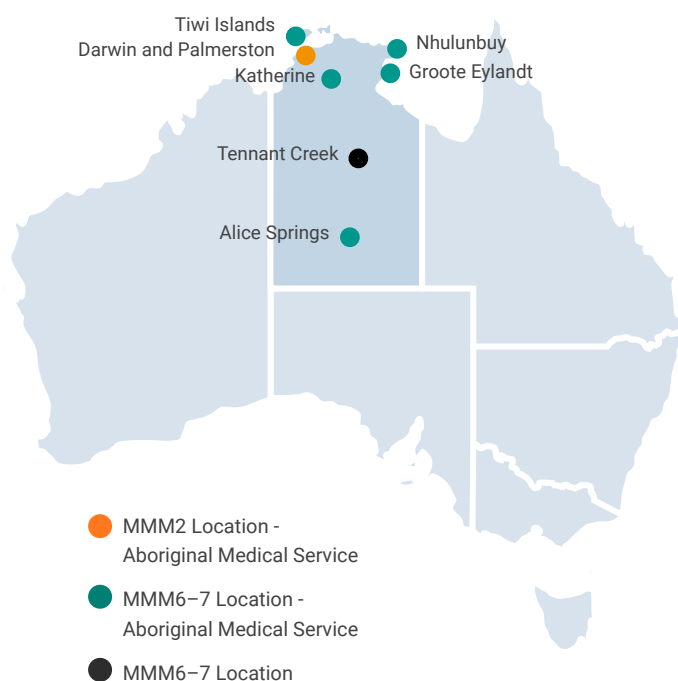 Tiwi Islands
Darwin and Palmerston
Nhulunbuy
Katherine
Groote Eylandt
Tennant Creek
Alice Springs
MMM2 Location -
Aboriginal Medical Service
MMM6–7 Location -
Aboriginal Medical Service
MMM6–7 Location